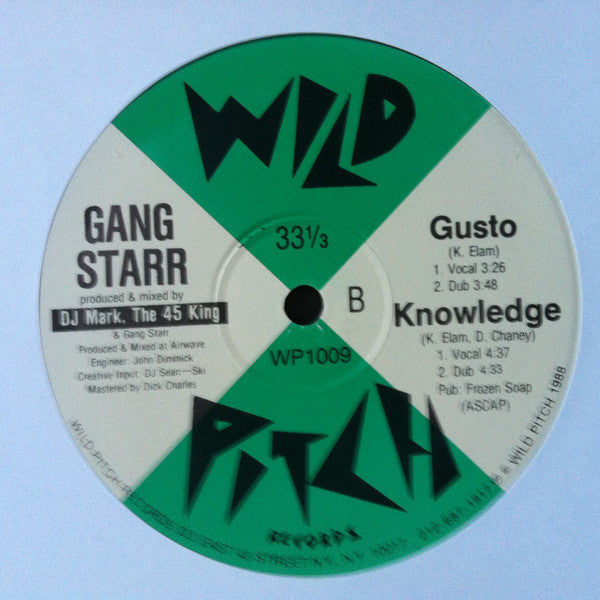 WILD
GANG
STARR
produced & mixed by
DJ Mark, The 45 King
& Gang Starr
Produced & Mixed at Airwave
Engineer: John Dimmick
Creative Input: DJ Sean—Ski
Mastered by Dick Charles
33⅓
B
WP1009
Gusto
(K. Elam)
1. Vocal 3:26
2. Dub 3:48
Knowledge
(K. Elam, D. Chaney)
1. Vocal 4:37
2. Dub 4:33
Pub: Frozen Soap
(ASCAP)
PITCH
RECORDS
WILD PITCH RECORDS EAST STREET N.Y. N.Y. ℗ WILD PITCH 1988